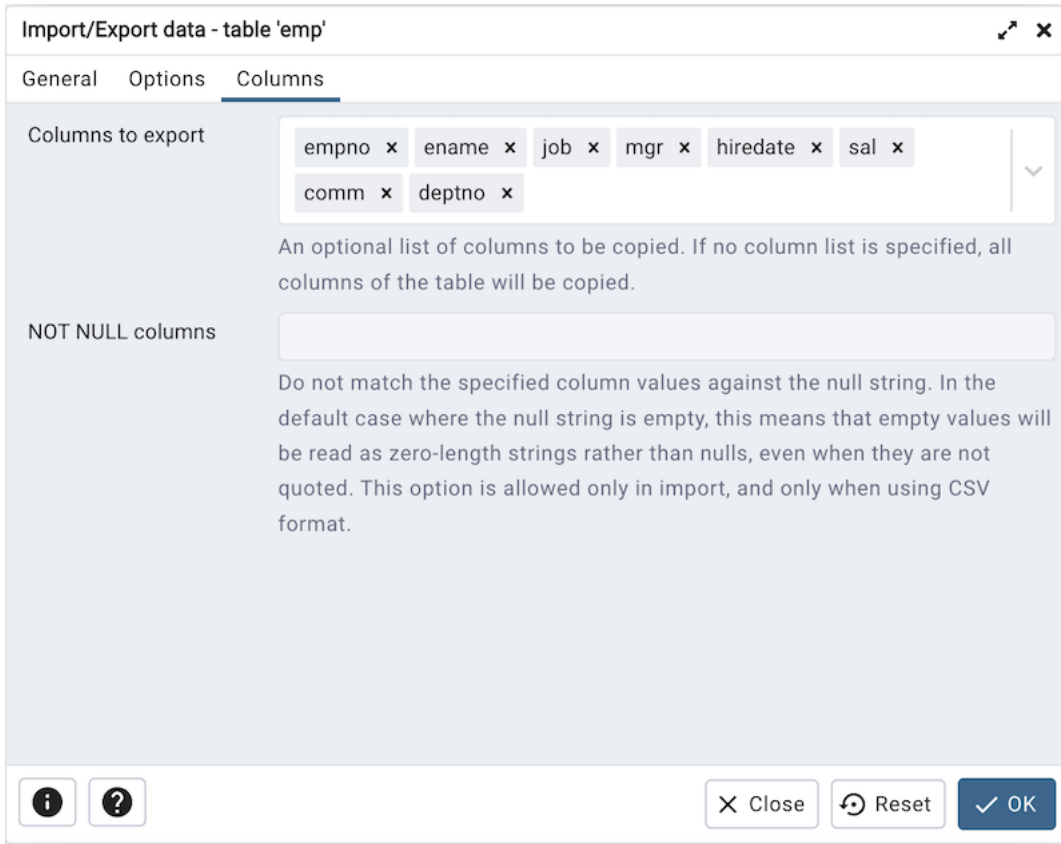 Import/Export data - table 'emp'
General Options Columns
Columns to export
empno × ename × job × mgr × hiredate × sal ×
comm × deptno ×
An optional list of columns to be copied. If no column list is specified, all
columns of the table will be copied.
NOT NULL columns
Do not match the specified column values against the null string. In the
default case where the null string is empty, this means that empty values will
be read as zero-length strings rather than nulls, even when they are not
quoted. This option is allowed only in import, and only when using CSV
format.
Close Reset OK